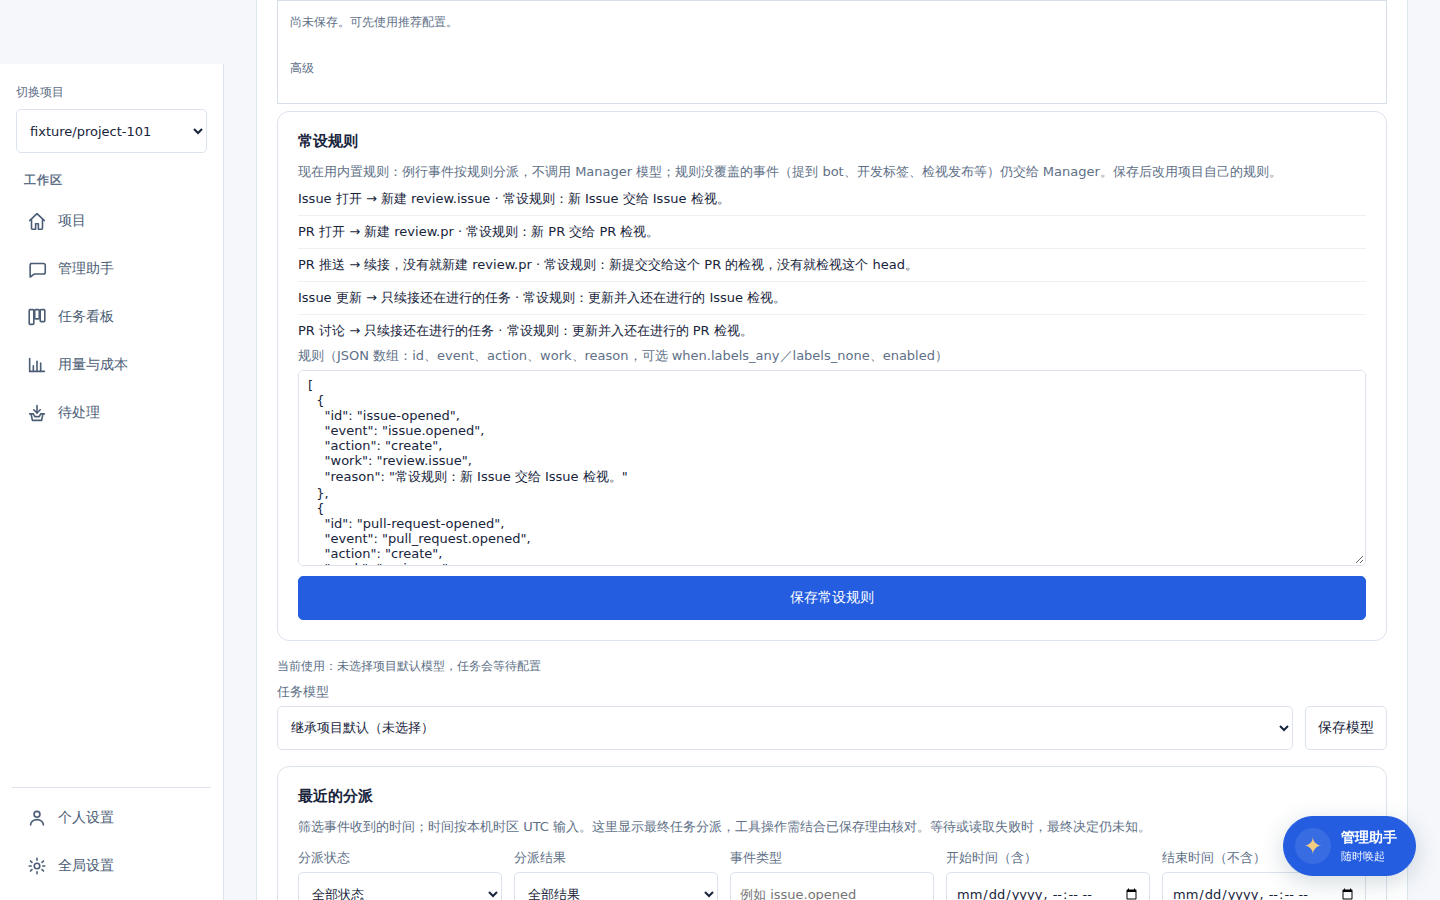 尚未保存。可先使用推荐配置。
高级
切换项目
fixture/project-101
工作区
项目
管理助手
任务看板
用量与成本
待处理
个人设置
全局设置
常设规则
现在用内置规则：例行事件按规则分派，不调用 Manager 模型；规则没覆盖的事件（提到 bot、开发标签、检视发布等）仍交给 Manager。保存后改用项目自己的规则。
Issue 打开 → 新建 review.issue · 常设规则：新 Issue 交给 Issue 检视。
PR 打开 → 新建 review.pr · 常设规则：新 PR 交给 PR 检视。
PR 推送 → 续接，没有就新建 review.pr · 常设规则：新提交交给这个 PR 的检视，没有就检视这个 head。
Issue 更新 → 只续接还在进行的任务 · 常设规则：更新并入还在进行的 Issue 检视。
PR 讨论 → 只续接还在进行的任务 · 常设规则：更新并入还在进行的 PR 检视。
规则（JSON 数组：id、event、action、work、reason，可选 when.labels_any／labels_none、enabled）
[
{
"id": "issue-opened",
"event": "issue.opened",
"action": "create",
"work": "review.issue",
"reason": "常设规则：新 Issue 交给 Issue 检视。"
},
{
"id": "pull-request-opened",
"event": "pull_request.opened",
"action": "create",
保存常设规则
当前使用：未选择项目默认模型，任务会等待配置
任务模型
继承项目默认（未选择）
保存模型
最近的分派
筛选事件收到的时间；时间按本机时区 UTC 输入。这里显示最终任务分派，工具操作需结合已保存理由核对。等待或读取失败时，最终决定仍未知。
分派状态
分派结果
事件类型
开始时间（含）
结束时间（不含）
全部状态
全部结果
例如 issue.opened
mm/dd/yyyy, --:-- --
mm/dd/yyyy, --:-- --
管理助手
随时唤起